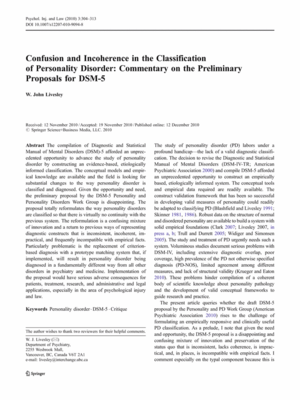 Psychol. Inj. and Law (2010) 3:304–313
DOI 10.1007/s12207-010-9094-8
Confusion and Incoherence in the Classification
of Personality Disorder: Commentary on the Preliminary
Proposals for DSM-5
W. John Livesley
Received: 12 November 2010 / Accepted: 19 November 2010 / Published online: 12 December 2010
© Springer Science+Business Media, LLC. 2010
Abstract The compilation of Diagnostic and Statistical
Manual of Mental Disorders (DSM)-5 afforded an unprec-
edented opportunity to advance the study of personality
disorder by constructing an evidence-based, etiologically
informed classification. The conceptual models and empir-
ical knowledge are available and the field is looking for
substantial changes to the way personality disorder is
classified and diagnosed. Given the opportunity and need,
the preliminary proposal by the DSM-5 Personality and
Personality Disorders Work Group is disappointing. The
proposal totally reformulates the way personality disorders
are classified so that there is virtually no continuity with the
previous system. The reformulation is a confusing mixture
of innovation and a return to previous ways of representing
diagnostic constructs that is inconsistent, incoherent, im-
practical, and frequently incompatible with empirical facts.
Particularly problematic is the replacement of criterion-
based diagnosis with a prototype matching system that, if
implemented, will result in personality disorder being
diagnosed in a fundamentally different way from all other
disorders in psychiatry and medicine. Implementation of
the proposal would have serious adverse consequences for
patients, treatment, research, and administrative and legal
applications, especially in the area of psychological injury
and law.
Keywords Personality disorder · DSM-5 · Critique
The author wishes to thank two reviewers for their helpful comments.
W. J. Livesley
Department of Psychiatry,
2255 Wesbrook Mall,
Vancouver, BC, Canada V6T 2A1
e-mail: livesley@interchange.ubc.ca
The study of personality disorder (PD) labors under a
profound handicap—the lack of a valid diagnostic classifi-
cation. The decision to revise the Diagnostic and Statistical
Manual of Mental Disorders (DSM-IV-TR; American
Psychiatric Association 2000) and compile DSM-5 afforded
an unprecedented opportunity to construct an empirically
based, etiologically informed system. The conceptual tools
and empirical data required are readily available. The
construct validation framework that has been so successful
in developing valid measures of personality could readily
be adapted to classifying PD (Blashfield and Livesley 1991;
Skinner 1981, 1986). Robust data on the structure of normal
and disordered personality are available to build a system with
solid empirical foundations (Clark 2007; Livesley 2007, in
press a, b; Trull and Durrett 2005; Widiger and Simonsen
2005). The study and treatment of PD urgently needs such a
system. Voluminous studies document serious problems with
DSM-IV, including extensive diagnostic overlap, poor
coverage, high prevalence of the PD not otherwise specified
diagnosis (PD-NOS), limited agreement among different
measures, and lack of structural validity (Krueger and Eaton
2010). These problems hinder compilation of a coherent
body of scientific knowledge about personality pathology
and the development of valid conceptual frameworks to
guide research and practice.
The present article queries whether the draft DSM-5
proposal by the Personality and PD Work Group (American
Psychiatric Association 2010) rises to the challenge of
formulating an empirically responsive and clinically useful
PD classification. As a prelude, I note that given the need
and opportunity, the DSM-5 proposal is a disappointing and
confusing mixture of innovation and preservation of the
status quo that is inconsistent, lacks coherence, is imprac-
tical, and, in places, is incompatible with empirical facts. I
comment especially on the typal component because this is
Springer